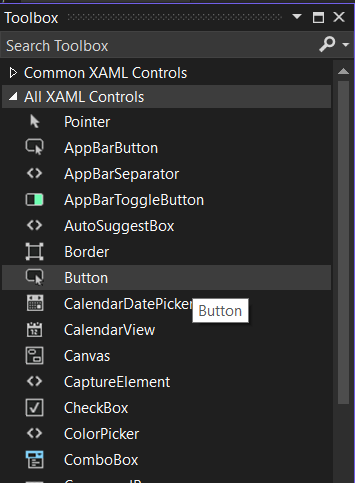 Toolbox
Search Toolbox
Common XAML Controls
All XAML Controls
Pointer
AppBarButton
AppBarSeparator
AppBarToggleButton
AutoSuggestBox
Border
Button
CalendarDatePicker
Button
CalendarView
Canvas
CaptureElement
CheckBox
ColorPicker
ComboBox